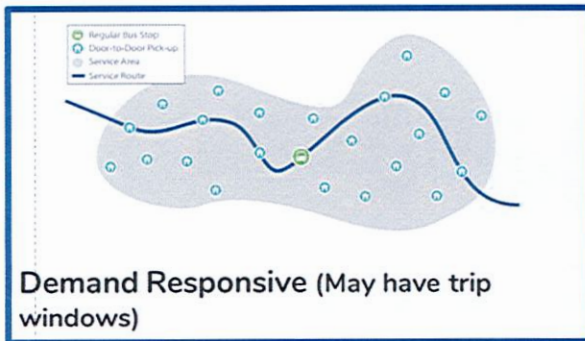 Regular Bus Stop
Door-to-Door Pick-up
Service Area
Service Route
Demand Responsive (May have trip
windows)